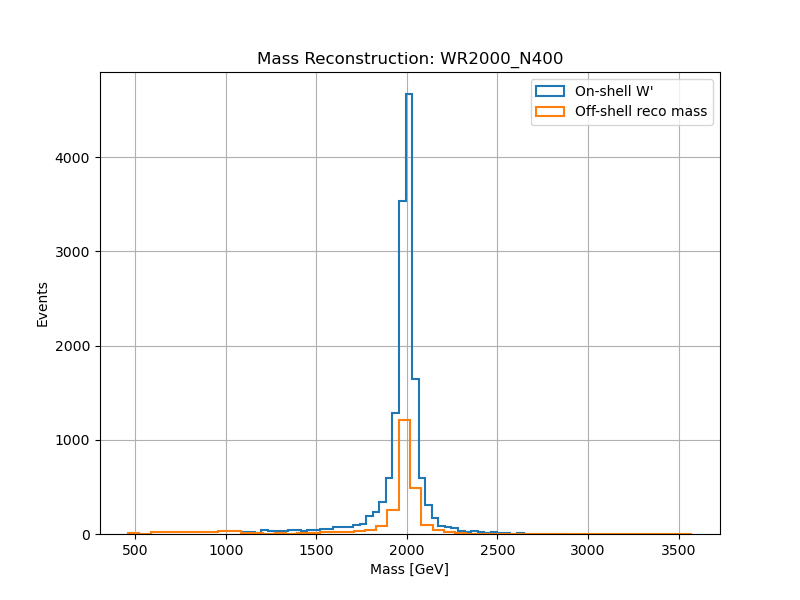 Mass Reconstruction: WR2000_N400
On-shell W'
Off-shell reco mass
4000
3000
2000
1000
0
Events
500
1000
1500
2000
2500
3000
3500
Mass [GeV]